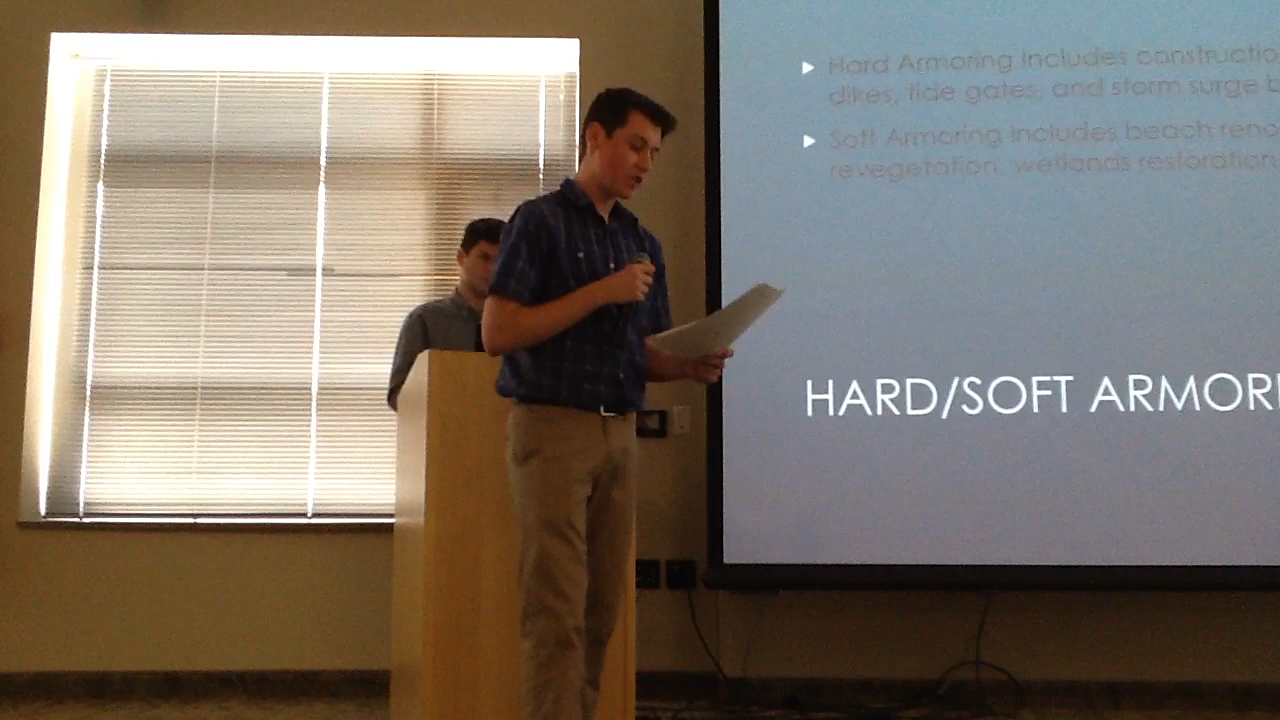 Hard Armoring includes constructio
dikes, tide gates, and storm surge b
Soft Armoring includes beach reno
revegetation, wetlands restoration,
HARD/SOFT ARMORI